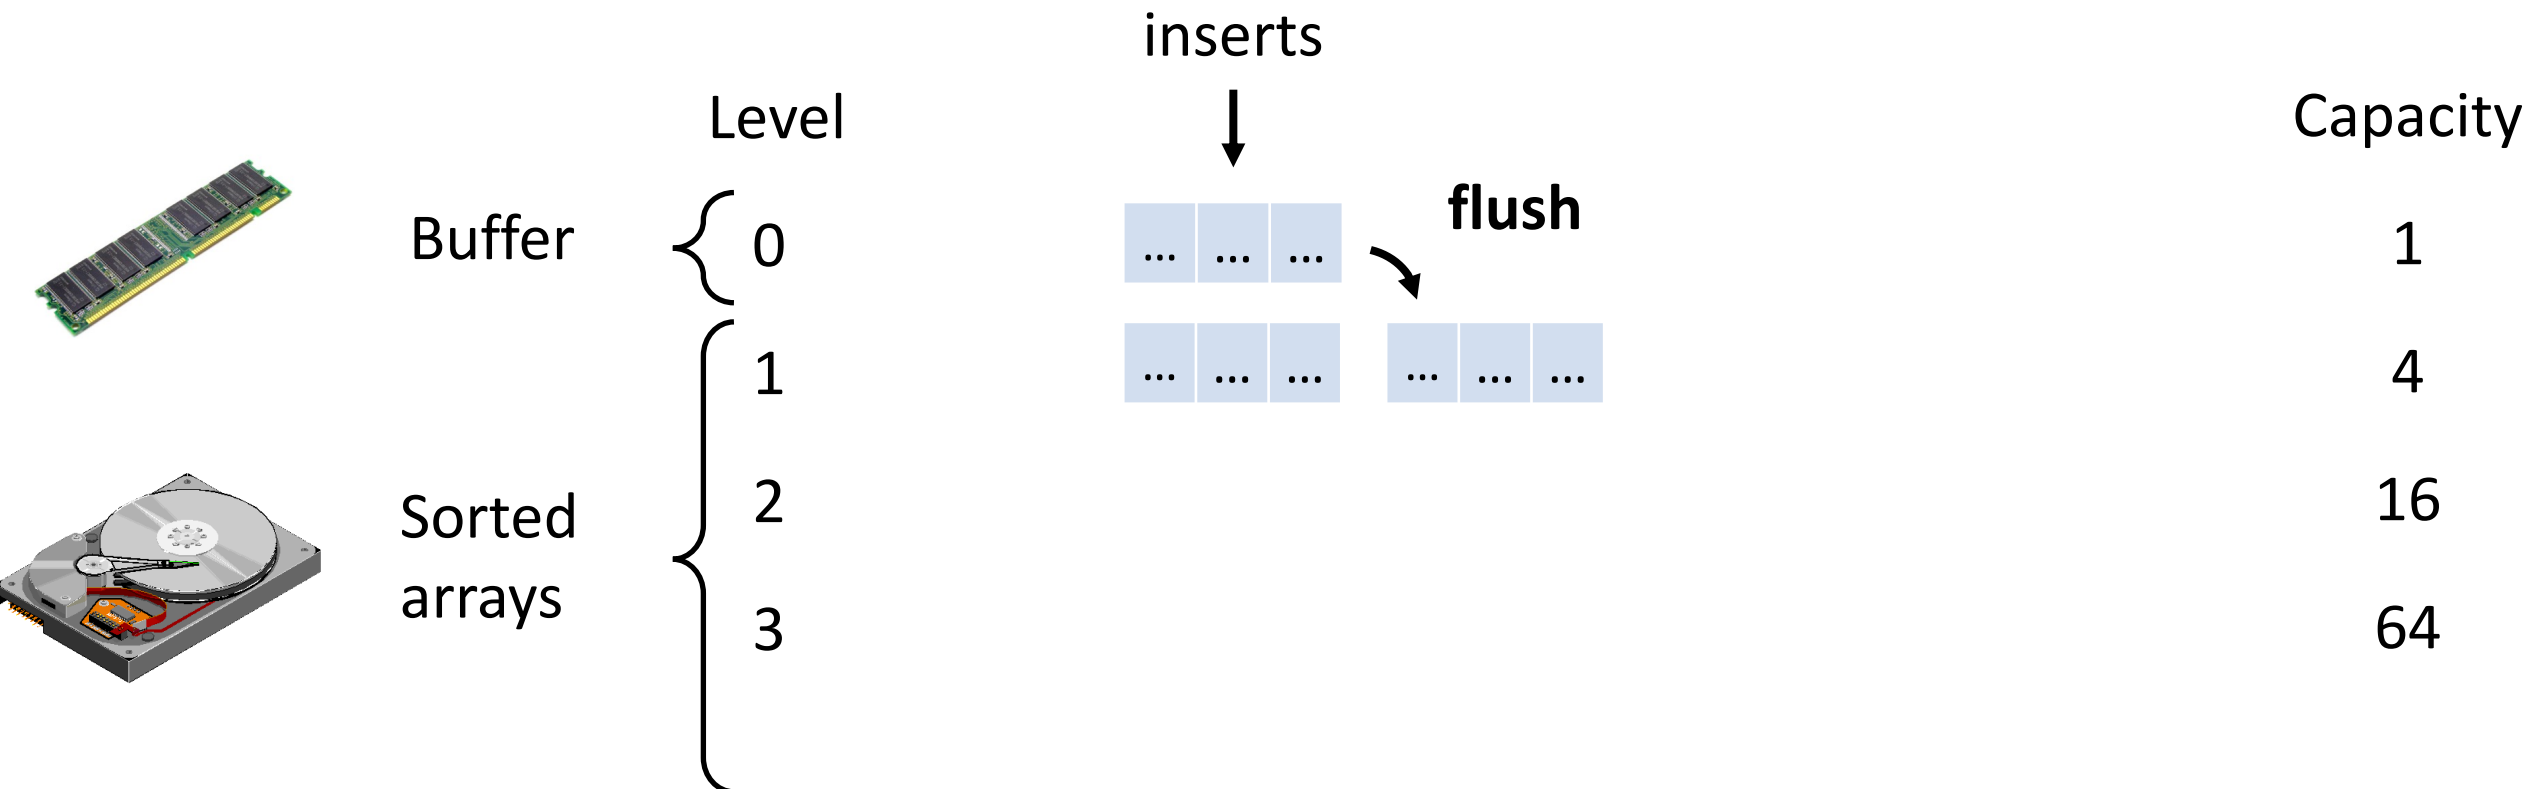 inserts
Level
Capacity
flush
Buffer
0
... ... ...
1
1
... ... ... ... ... ...
4
Sorted
arrays
2
16
3
64